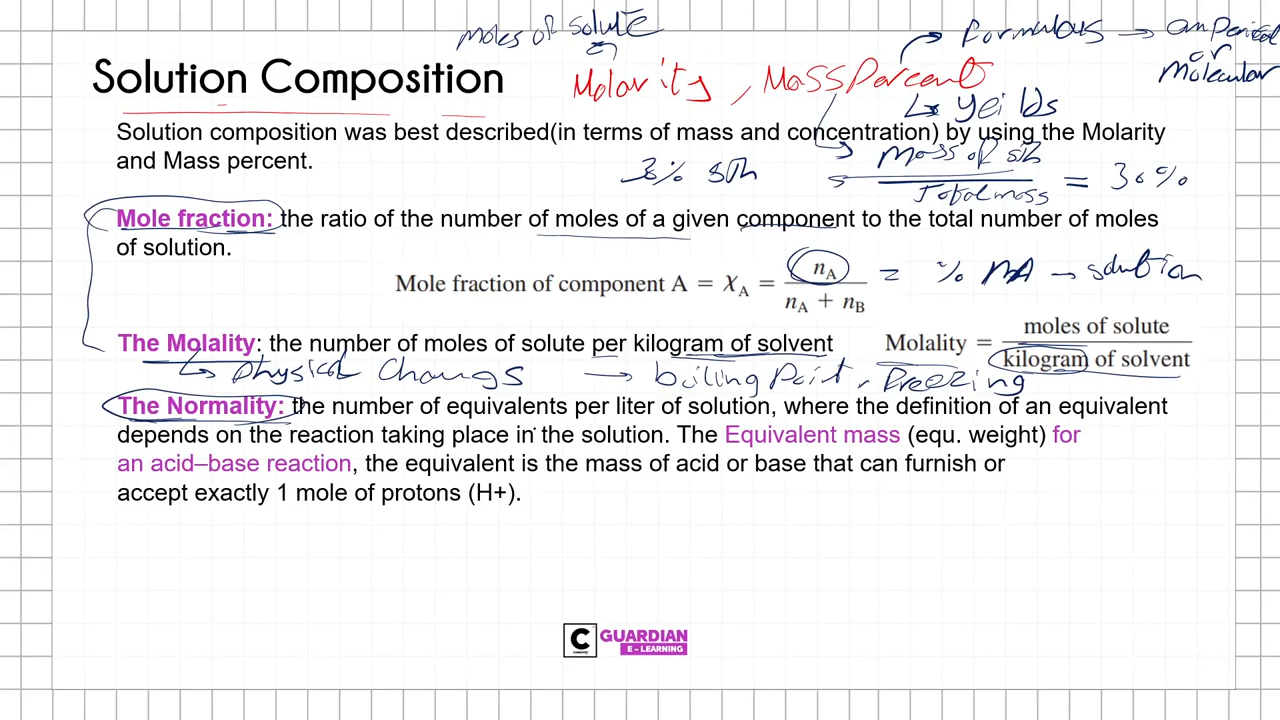 moles of solute
formulous → emperical
or
molecular
Solution Composition
Molarity , Mass Percent
↳ yeilds
Solution composition was best described(in terms of mass and concentration) by using the Molarity
and Mass percent.
30% sth
Mass of sth
Total mass
= 30%
Mole fraction: the ratio of the number of moles of a given component to the total number of moles
of solution.
Mole fraction of component A = χA = nA / nA + nB = % nA → solution
The Molality: the number of moles of solute per kilogram of solvent
Molality = moles of solute / kilogram of solvent
↳ Physical Changs → boiling Point , freezing
The Normality: the number of equivalents per liter of solution, where the definition of an equivalent
depends on the reaction taking place in the solution. The Equivalent mass (equ. weight) for
an acid–base reaction, the equivalent is the mass of acid or base that can furnish or
accept exactly 1 mole of protons (H+).
C GUARDIAN
E - LEARNING